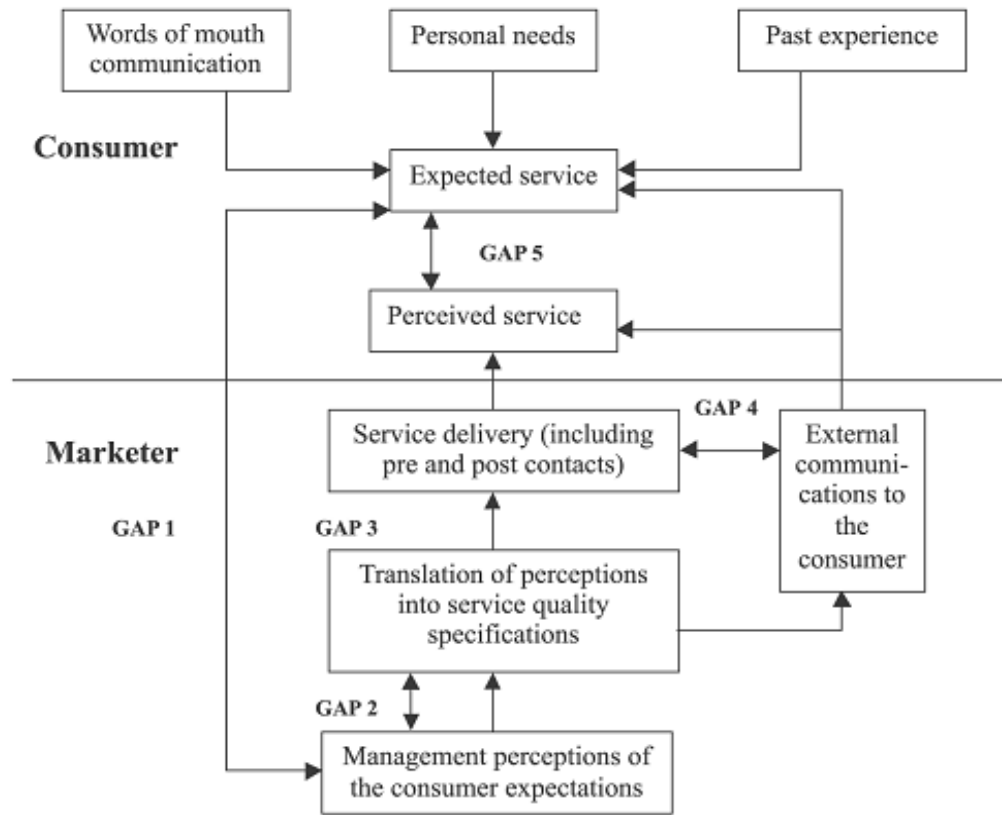 Words of mouth
communication
Personal needs
Past experience
Consumer
Expected service
GAP 5
Perceived service
GAP 4
Marketer
Service delivery (including
pre and post contacts)
External
communi-
cations to
the
consumer
GAP 1
GAP 3
Translation of perceptions
into service quality
specifications
GAP 2
Management perceptions of
the consumer expectations